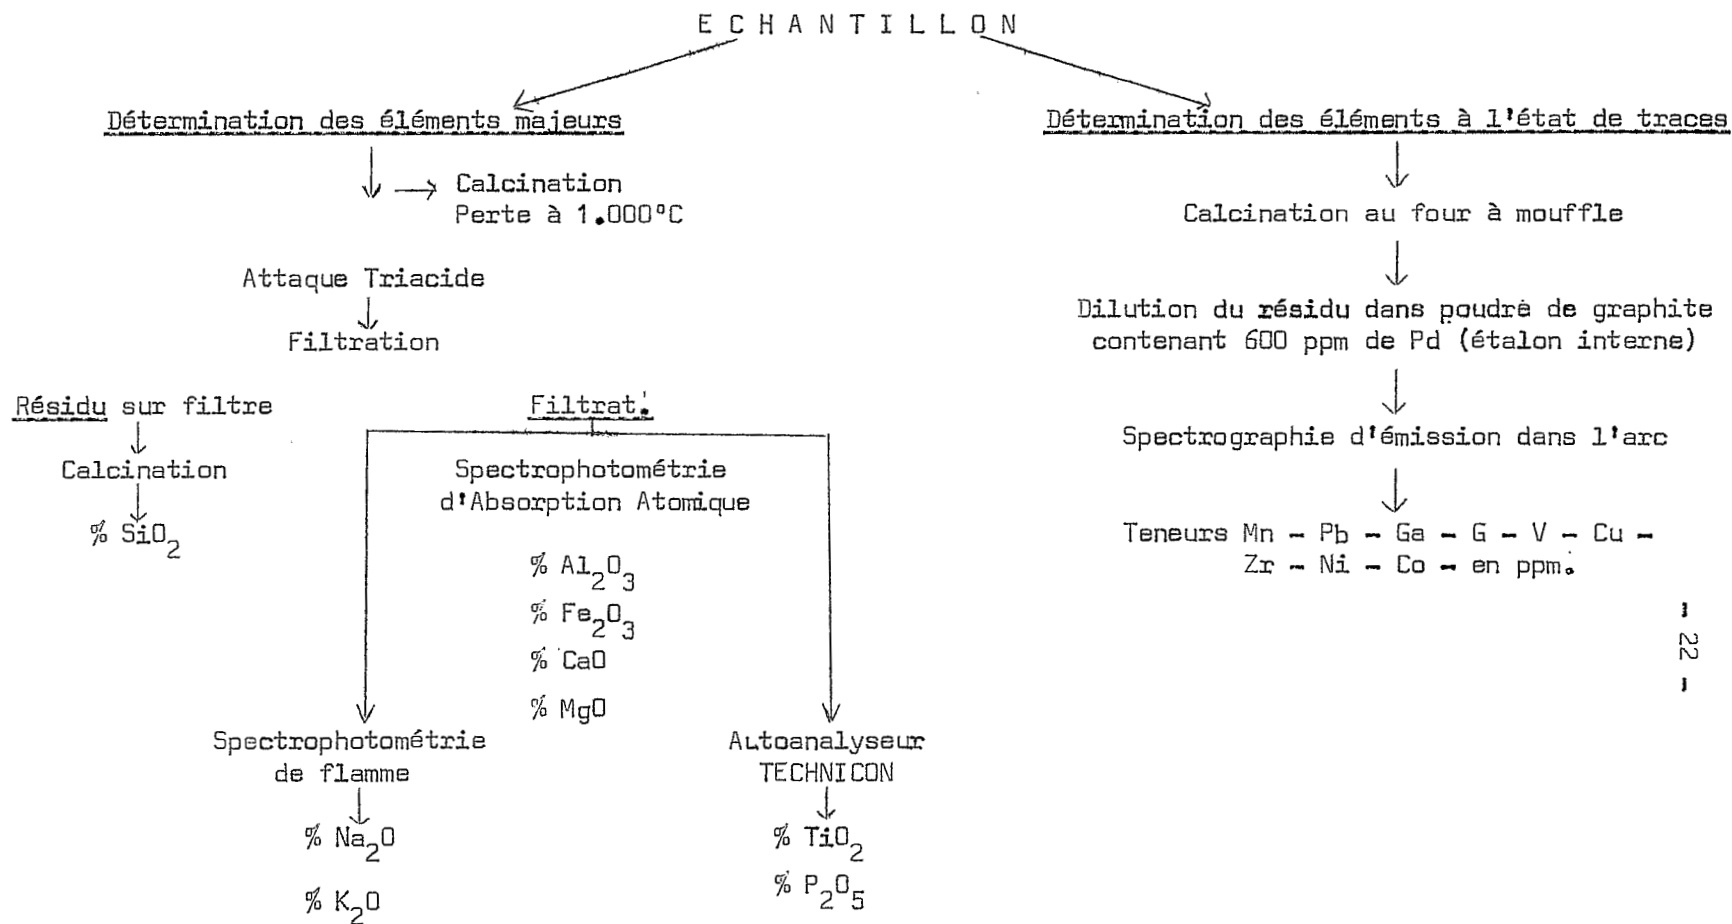 E C H A N T I L L O N
Détermination des éléments majeurs
Calcination
Perte à 1.000°C
Attaque Triacide
Filtration
Résidu sur filtre
Calcination
% SiO2
Filtrat.
Spectrophotométrie
d'Absorption Atomique
% Al2O3
% Fe2O3
% CaO
% MgO
Spectrophotométrie
de flamme
% Na2O
% K2O
Autoanalyseur
TECHNICON
% TiO2
% P2O5
Détermination des éléments à l'état de traces
Calcination au four à mouffle
Dilution du résidu dans poudre de graphite
contenant 600 ppm de Pd (étalon interne)
Spectrographie d'émission dans l'arc
Teneurs Mn - Pb - Ga - G - V - Cu -
Zr - Ni - Co - en ppm.
- 22 -